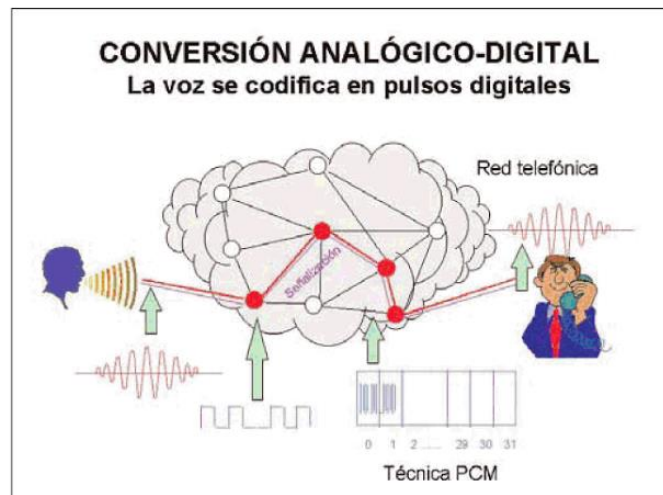 CONVERSIÓN ANALÓGICO-DIGITAL
La voz se codifica en pulsos digitales
Red telefónica
Señalización
0 1 2 ...... 29 30 31
Técnica PCM